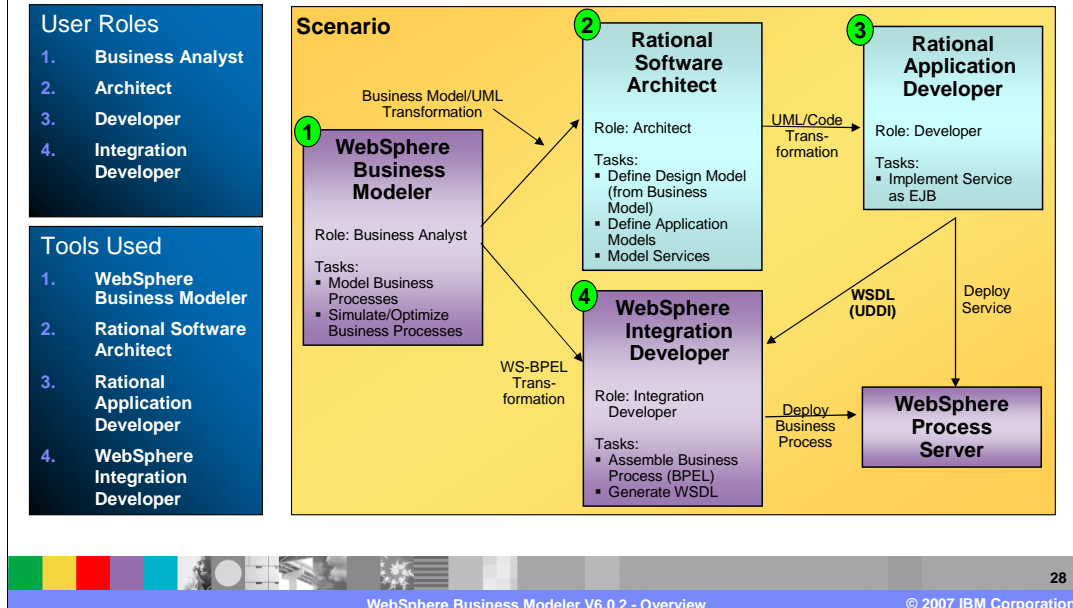 User Roles
1. Business Analyst
2. Architect
3. Developer
4. Integration
Developer
Tools Used
1. WebSphere
Business Modeler
2. Rational Software
Architect
3. Rational
Application
Developer
4. WebSphere
Integration
Developer
Scenario
Business Model/UML
Transformation
1
WebSphere
Business
Modeler
Role: Business Analyst
Tasks:
▪ Model Business
Processes
▪ Simulate/Optimize
Business Processes
2
Rational
Software
Architect
Role: Architect
Tasks:
▪ Define Design Model
(from Business
Model)
▪ Define Application
Models
▪ Model Services
UML/Code
Trans-
formation
3
Rational
Application
Developer
Role: Developer
Tasks:
▪ Implement Service
as EJB
WS-BPEL
Trans-
formation
4
WebSphere
Integration
Developer
Role: Integration
Developer
Tasks:
▪ Assemble Business
Process (BPEL)
▪ Generate WSDL
WSDL
(UDDI)
Deploy
Service
Deploy
Business
Process
WebSphere
Process
Server
28
WebSphere Business Modeler V6.0.2 - Overview
© 2007 IBM Corporation